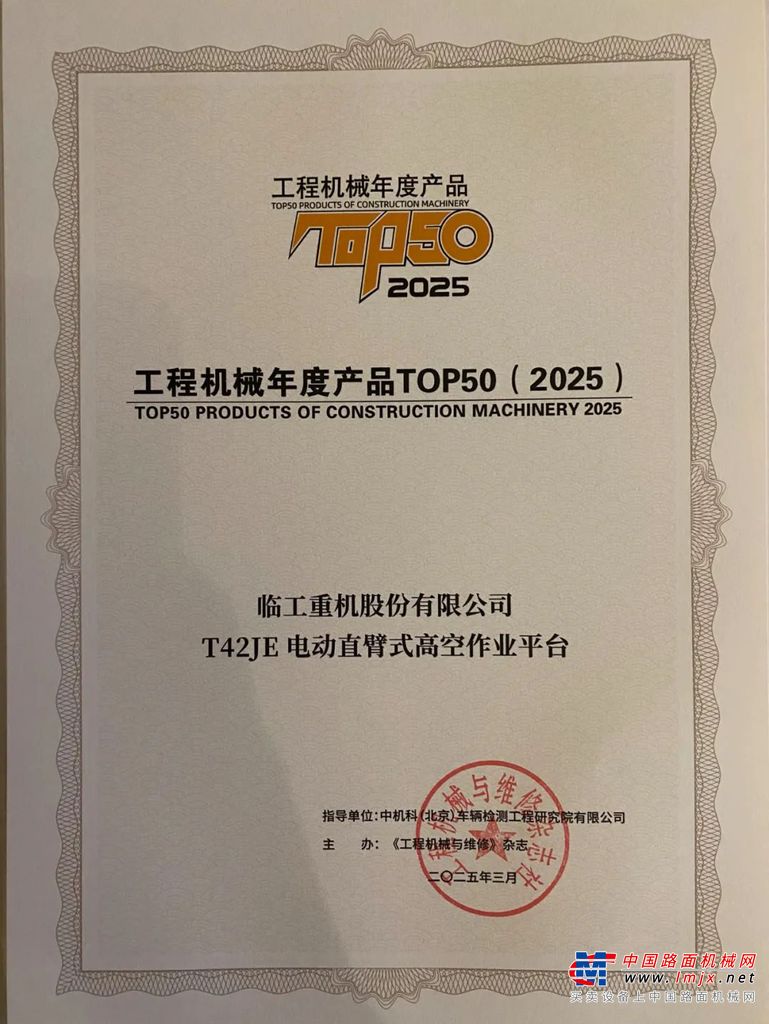 工程机械年度产品
TOP50 PRODUCTS OF CONSTRUCTION MACHINERY
TOP50
2025
工程机械年度产品TOP50（2025）
TOP50 PRODUCTS OF CONSTRUCTION MACHINERY 2025
临工重机股份有限公司
T42JE 电动直臂式高空作业平台
指导单位：中机科（北京）车辆检测工程研究院有限公司
主 办：《工程机械与维修》杂志
二〇二五年三月
工程机械与维修杂志社
中国路面机械网
www.lmjx.net
买卖设备上中国路面机械网